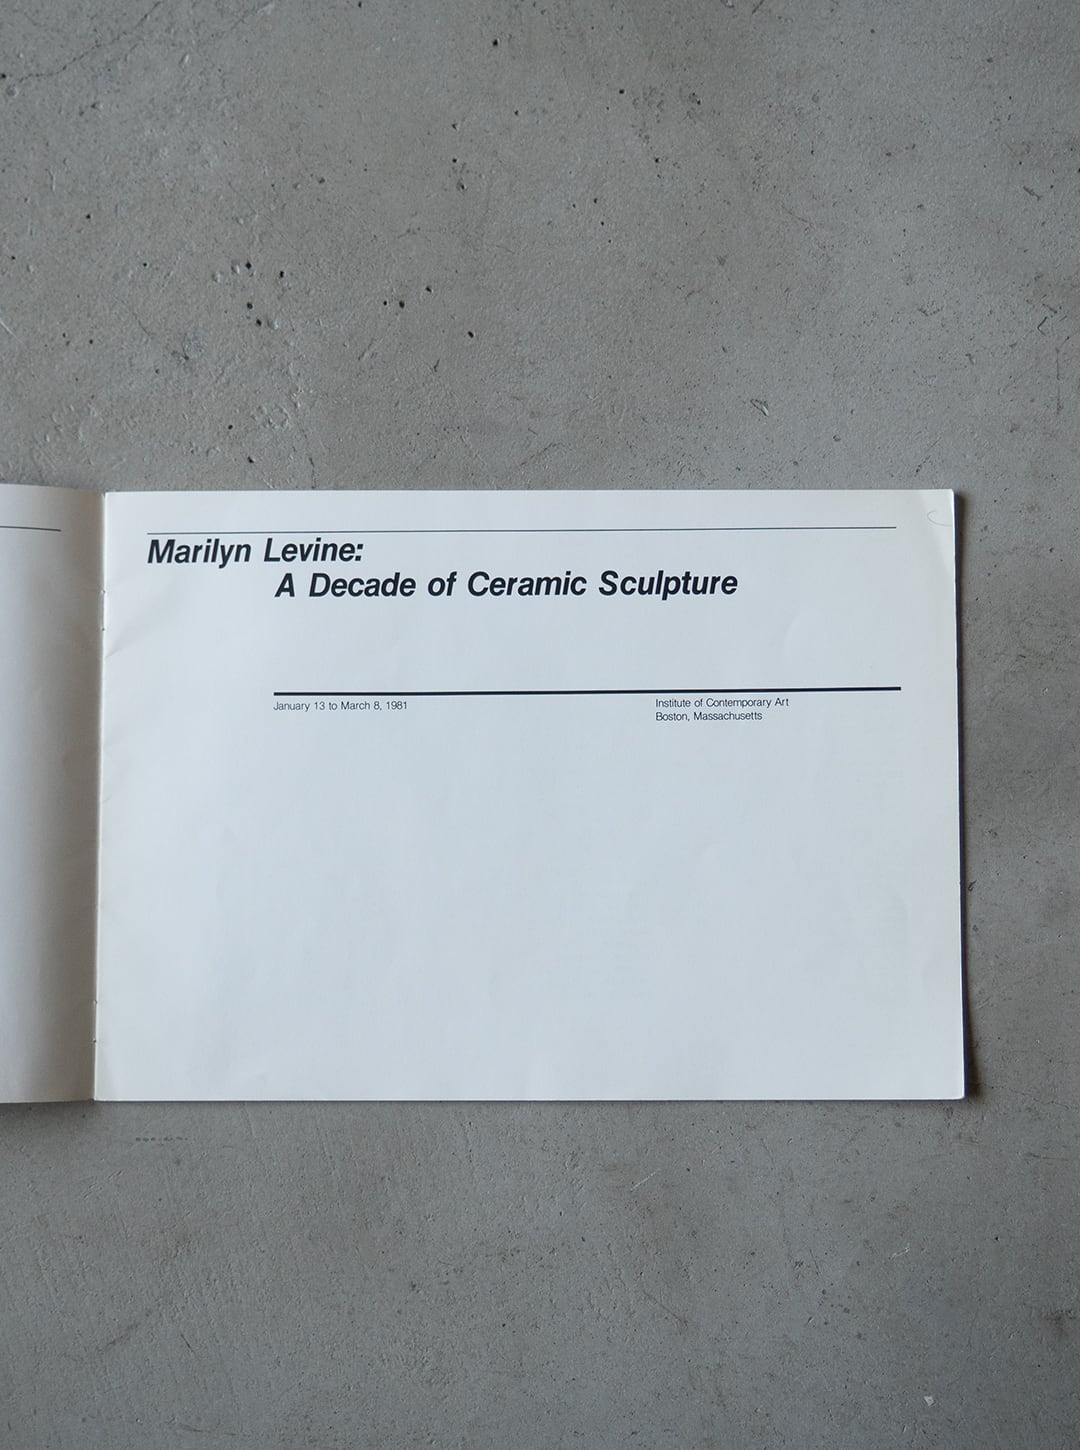 Marilyn Levine:
A Decade of Ceramic Sculpture
January 13 to March 8, 1981
Institute of Contemporary Art
Boston, Massachusetts